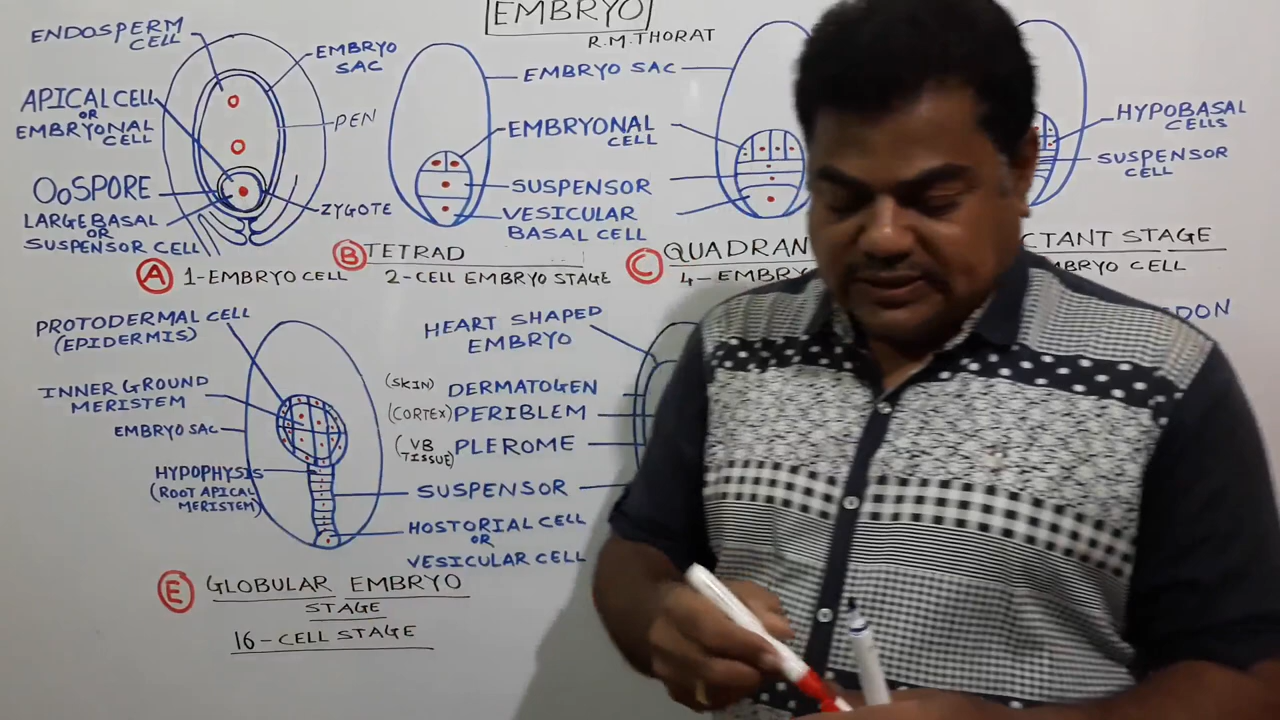 EMBRYO
R.M.THORAT
ENDOSPERM
CELL
EMBRYO
SAC
APICAL CELL
OR
EMBRYONAL
CELL
PEN
OOSPORE
LARGE BASAL
OR
SUSPENSOR CELL
ZYGOTE
A 1-EMBRYO CELL
EMBRYO SAC
EMBRYONAL
CELL
SUSPENSOR
VESICULAR
BASAL CELL
B TETRAD
2-CELL EMBRYO STAGE
C QUADRAN
4-EMBRY
HYPOBASAL
CELLS
SUSPENSOR
CELL
CTANT STAGE
MBRYO CELL
PROTODERMAL CELL
(EPIDERMIS)
INNER GROUND
MERISTEM
EMBRYO SAC
HYPOPHYSIS
(ROOT APICAL
MERISTEM)
HEART SHAPED
EMBRYO
(SKIN) DERMATOGEN
(CORTEX) PERIBLEM
(VB
TISSUE) PLEROME
SUSPENSOR
HOSTORIAL CELL
OR
VESICULAR CELL
E GLOBULAR EMBRYO
STAGE
16-CELL STAGE
DON